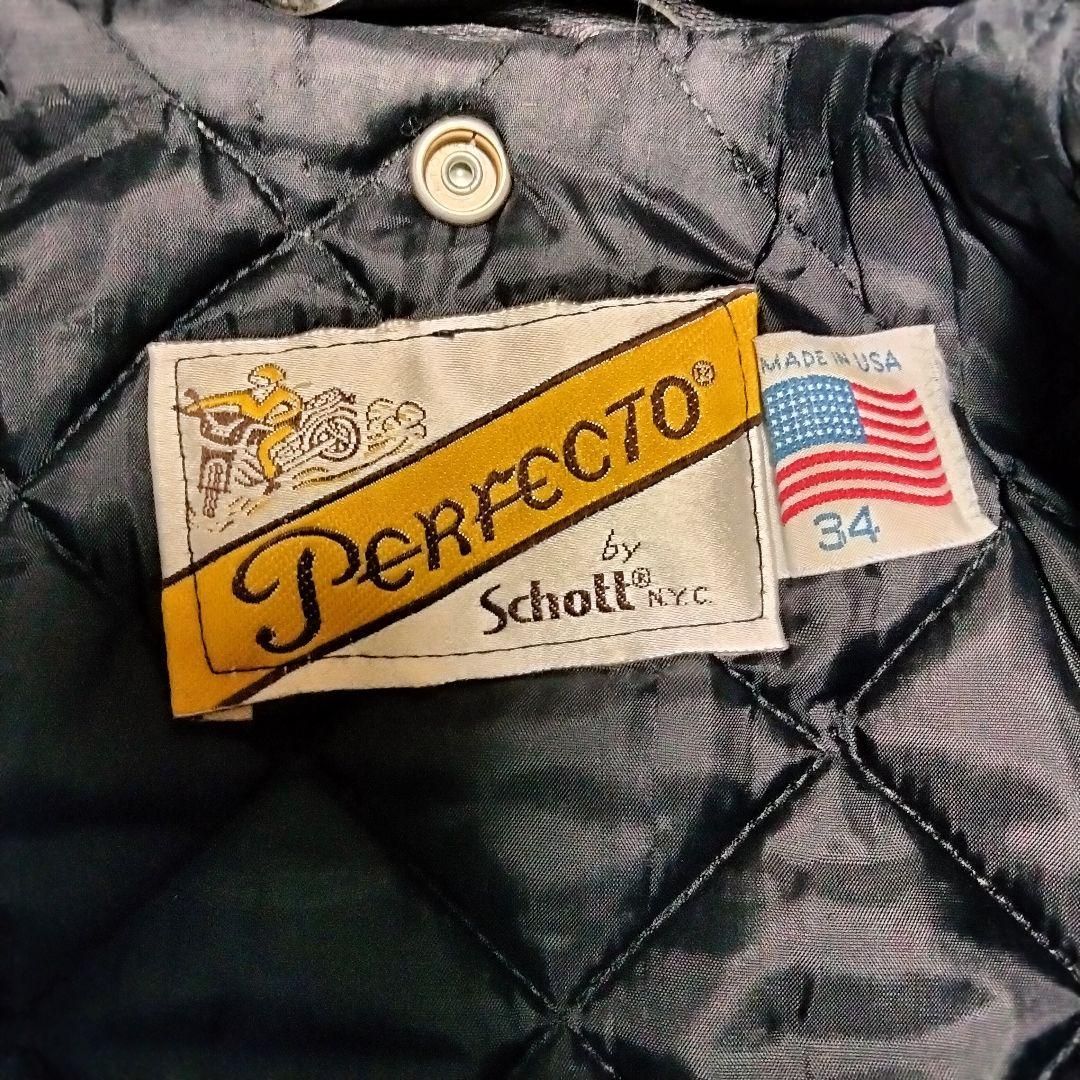 PERFECTO®
by
Schott® N.Y.C.
MADE IN USA
34